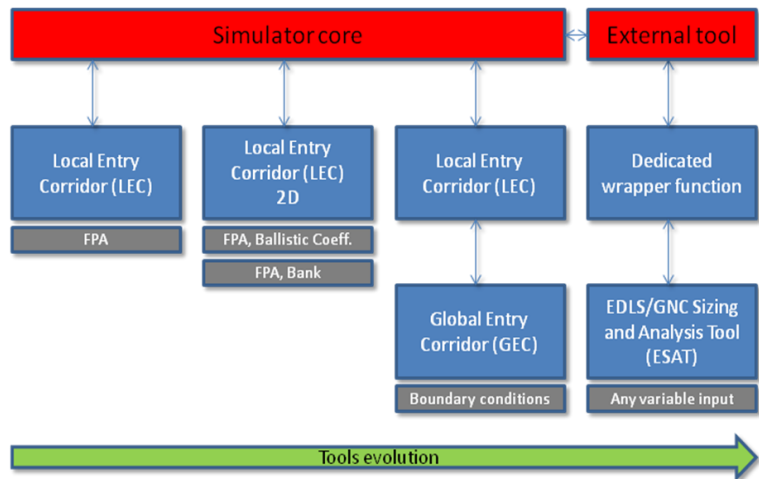 Simulator core
External tool
Local Entry
Corridor (LEC)
FPA
Local Entry
Corridor (LEC)
2D
FPA, Ballistic Coeff.
FPA, Bank
Local Entry
Corridor (LEC)
Global Entry
Corridor (GEC)
Boundary conditions
Dedicated
wrapper function
EDLS/GNC Sizing
and Analysis Tool
(ESAT)
Any variable input
Tools evolution